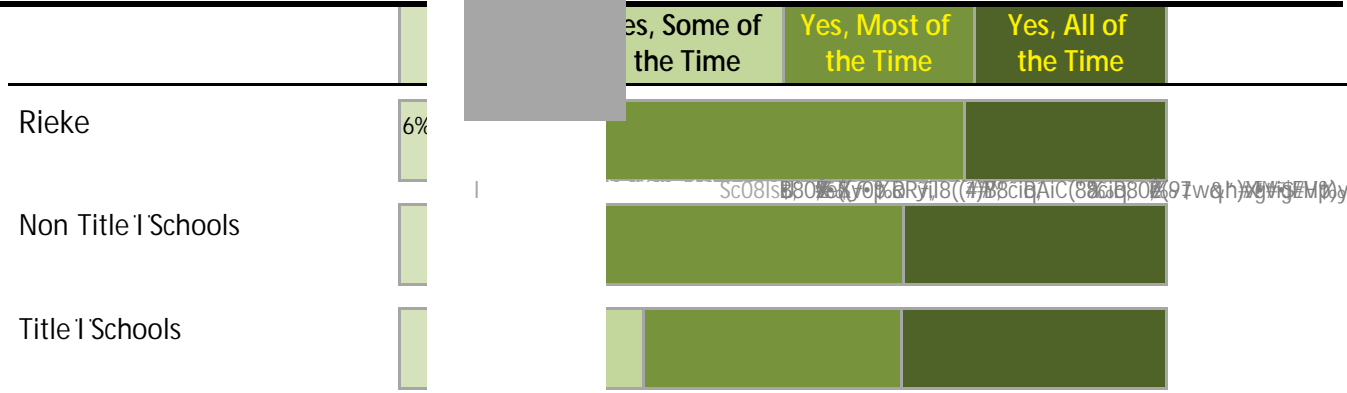 es, Some of the Time
Yes, Most of the Time
Yes, All of the Time
Rieke
6%
Non Title I Schools
Title I Schools